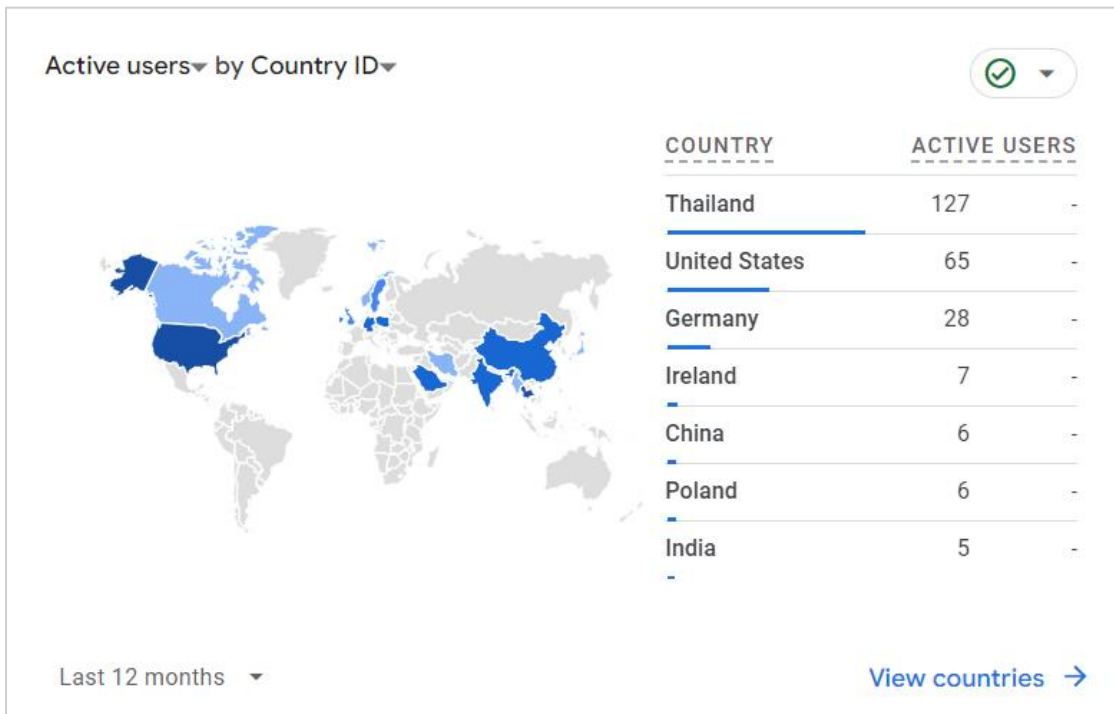 Active users by Country ID
COUNTRY ACTIVE USERS
Thailand 127 -
United States 65 -
Germany 28 -
Ireland 7 -
China 6 -
Poland 6 -
India 5 -
Last 12 months
View countries